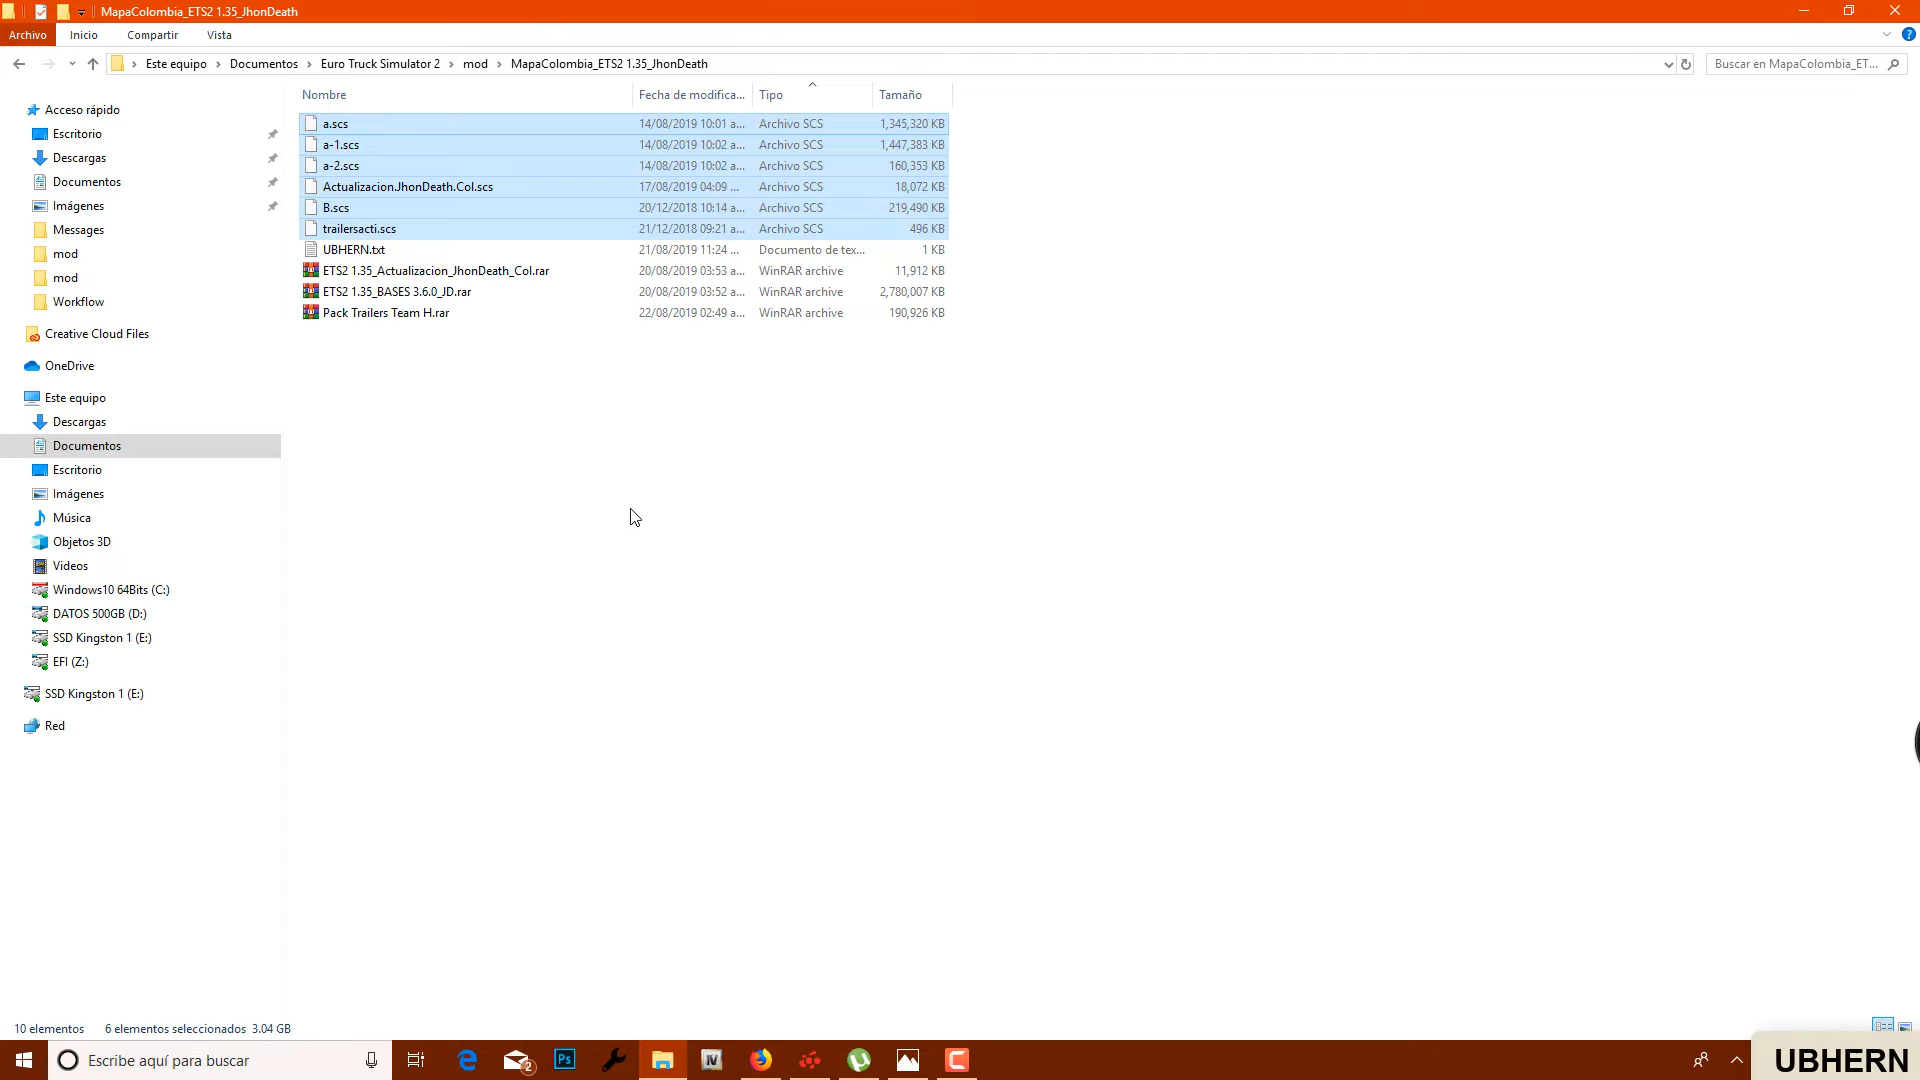 MapaColombia_ETS2 1.35_JhonDeath
Archivo Inicio Compartir Vista
Este equipo Documentos Euro Truck Simulator 2 mod MapaColombia_ETS2 1.35_JhonDeath
Buscar en MapaColombia_ET...
Nombre Fecha de modifica... Tipo Tamaño
a.scs 14/08/2019 10:01 a... Archivo SCS 1,345,320 KB
a-1.scs 14/08/2019 10:02 a... Archivo SCS 1,447,383 KB
a-2.scs 14/08/2019 10:02 a... Archivo SCS 160,353 KB
Actualizacion.JhonDeath.Col.scs 17/08/2019 04:09 ... Archivo SCS 18,072 KB
B.scs 20/12/2018 10:14 a... Archivo SCS 219,490 KB
trailersacti.scs 21/12/2018 09:21 a... Archivo SCS 496 KB
UBHERN.txt 21/08/2019 11:24 ... Documento de tex... 1 KB
ETS2 1.35_Actualizacion_JhonDeath_Col.rar 20/08/2019 03:53 a... WinRAR archive 11,912 KB
ETS2 1.35_BASES 3.6.0_JD.rar 20/08/2019 03:52 a... WinRAR archive 2,780,007 KB
Pack Trailers Team H.rar 22/08/2019 02:49 a... WinRAR archive 190,926 KB
Acceso rápido
Escritorio
Descargas
Documentos
Imágenes
Messages
mod
mod
Workflow
Creative Cloud Files
OneDrive
Este equipo
Descargas
Documentos
Escritorio
Imágenes
Música
Objetos 3D
Videos
Windows10 64Bits (C:)
DATOS 500GB (D:)
SSD Kingston 1 (E:)
EFI (Z:)
SSD Kingston 1 (E:)
Red
10 elementos 6 elementos seleccionados 3.04 GB
Escribe aquí para buscar
2
Ps
IV
UBHERN